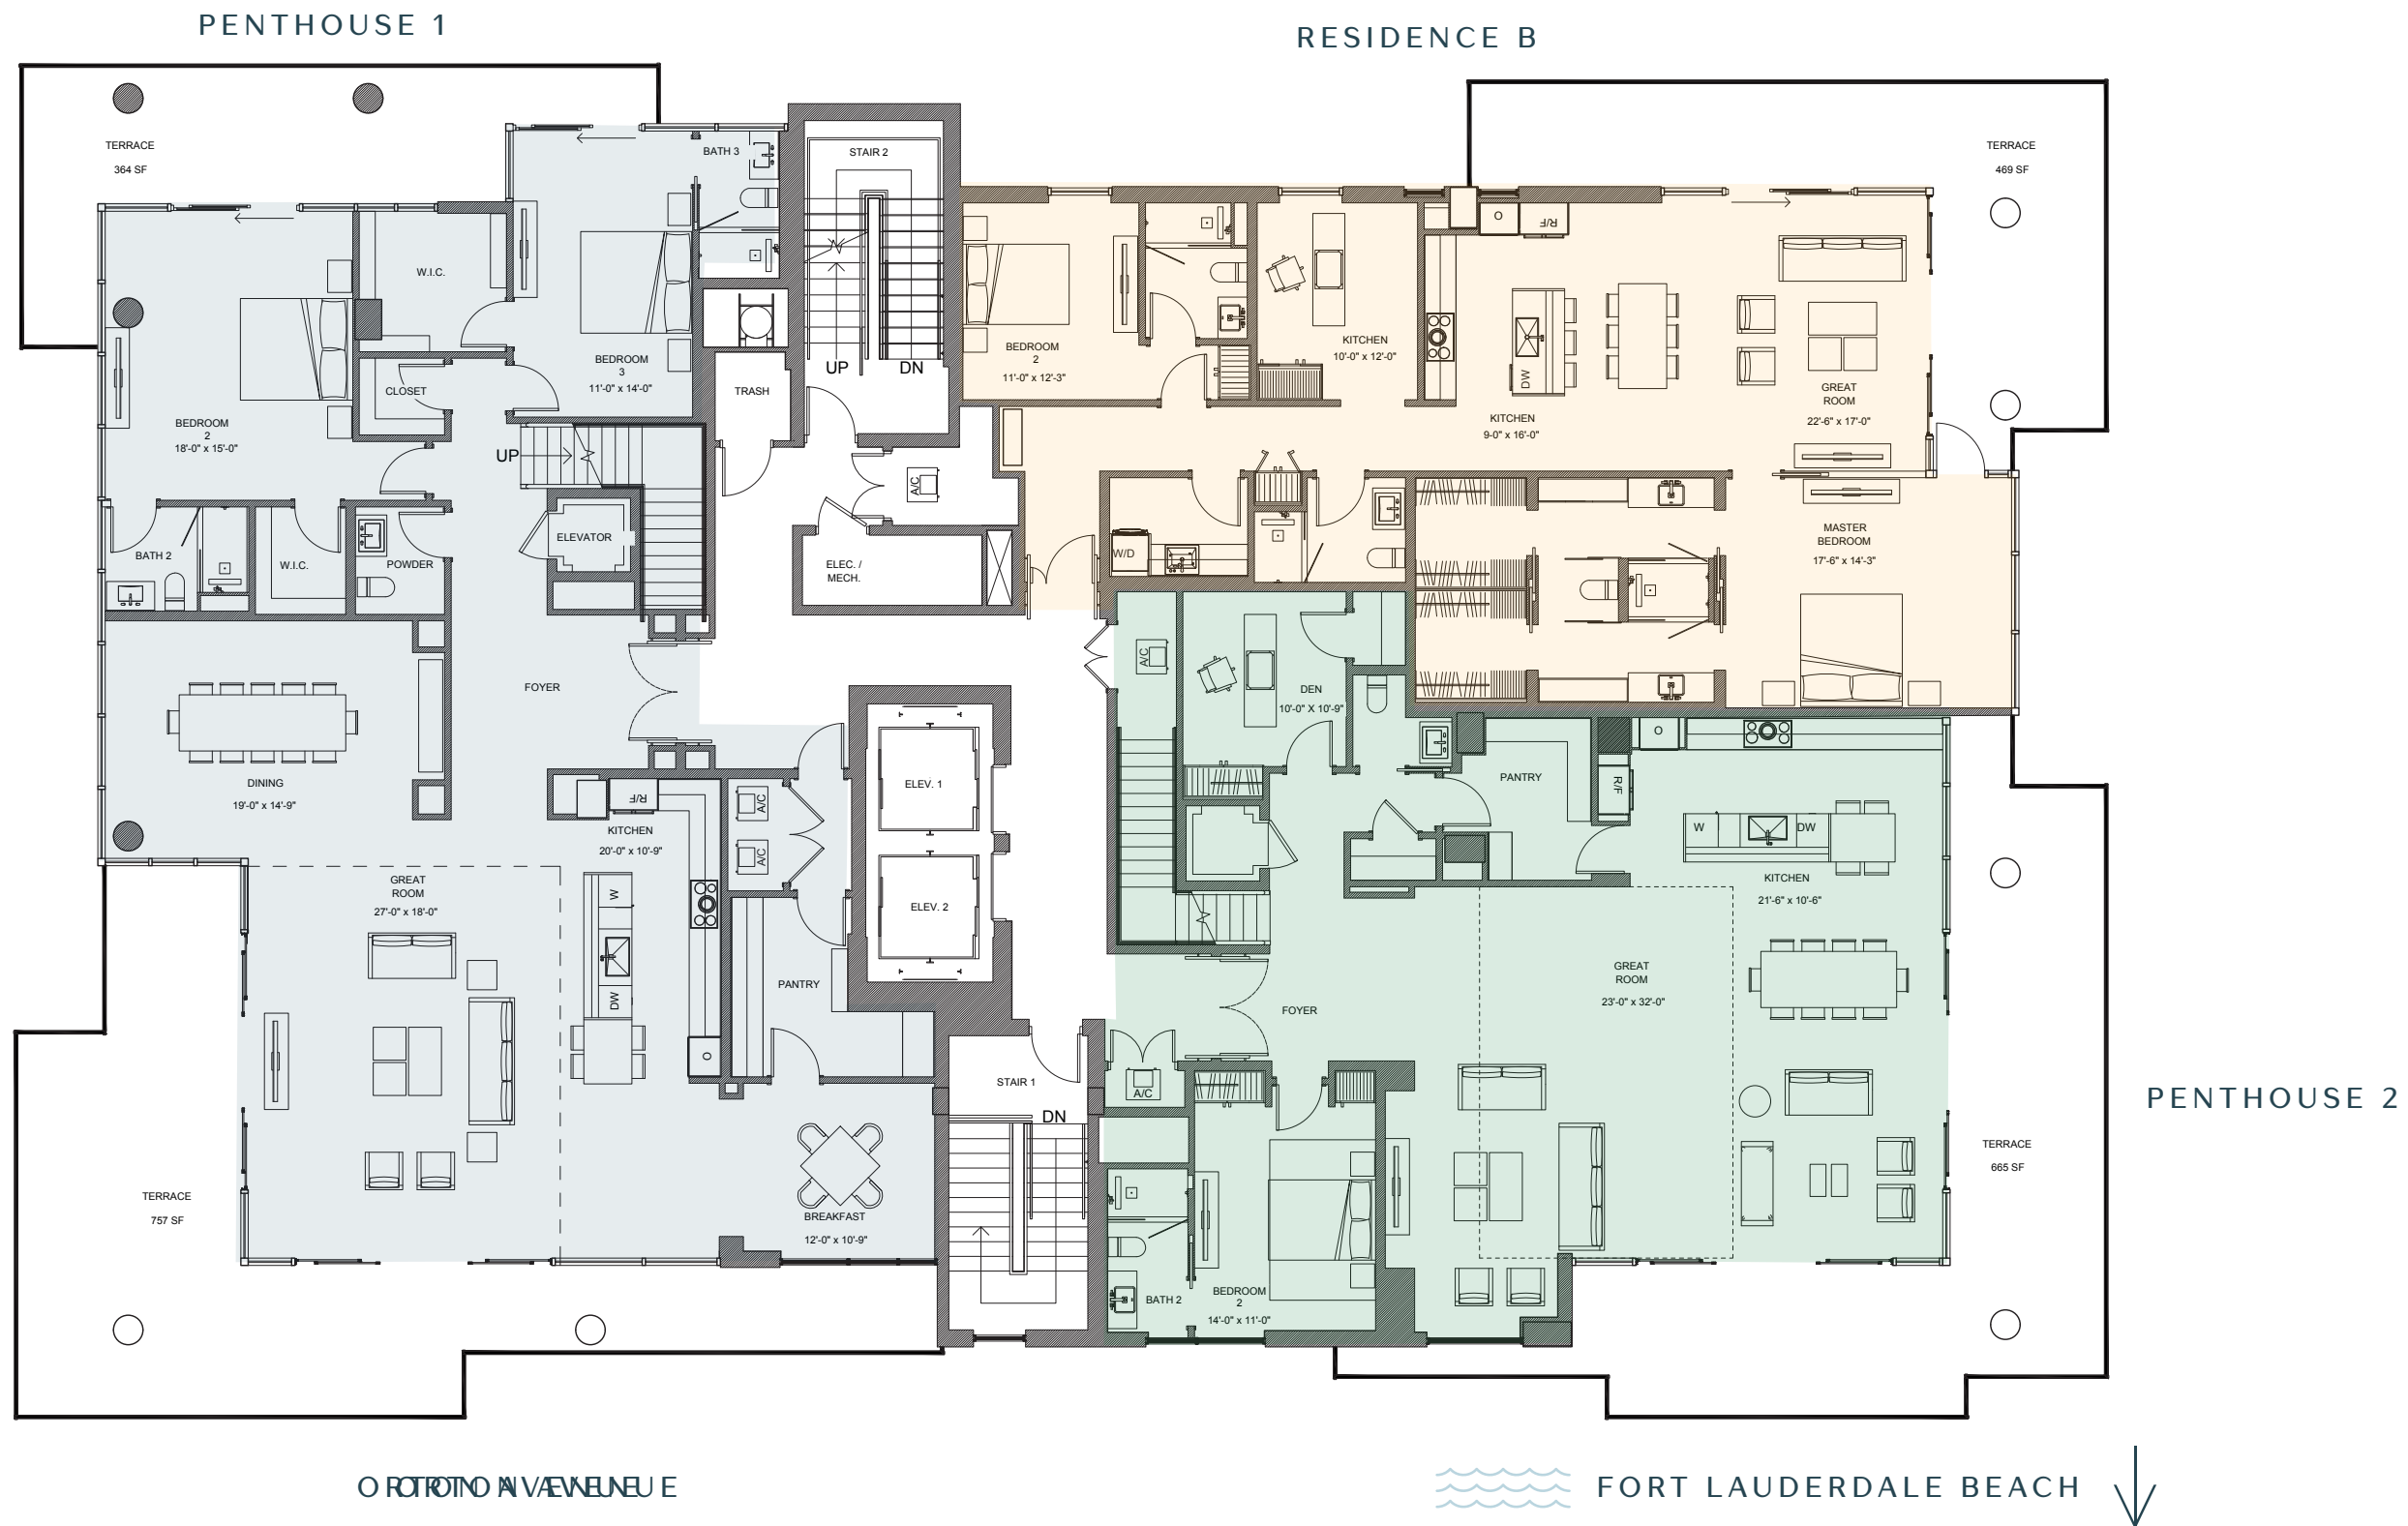 PENTHOUSE 1
RESIDENCE B
TERRACE
364 SF
BATH 3
STAIR 2
TERRACE
469 SF
W.I.C.
O
R/F
BEDROOM
3
11'-0" x 14'-0"
CLOSET
BEDROOM
2
18'-0" x 15'-0"
UP
TRASH
UP
DN
A/C
BEDROOM
2
11'-0" x 12'-3"
KITCHEN
10'-0" x 12'-0"
DW
KITCHEN
9'-0" x 16'-0"
GREAT
ROOM
22'-6" x 17'-0"
BATH 2
W.I.C.
POWDER
ELEVATOR
ELEC. /
MECH.
W/D
MASTER
BEDROOM
17'-6" x 14'-3"
FOYER
DINING
19'-0" x 14'-9"
A/C
DEN
10'-0" X 10'-9"
R/F
KITCHEN
20'-0" x 10'-9"
A/C
A/C
ELEV. 1
ELEV. 2
PANTRY
O
R/F
W
DW
KITCHEN
21'-6" x 10'-6"
GREAT
ROOM
27'-0" x 18'-0"
W
DW
O
PANTRY
FOYER
GREAT
ROOM
23'-0" x 32'-0"
STAIR 1
DN
A/C
PENTHOUSE 2
TERRACE
757 SF
BREAKFAST
12'-0" x 10'-9"
BATH 2
BEDROOM
2
14'-0" x 11'-0"
TERRACE
665 SF
FORT LAUDERDALE BEACH